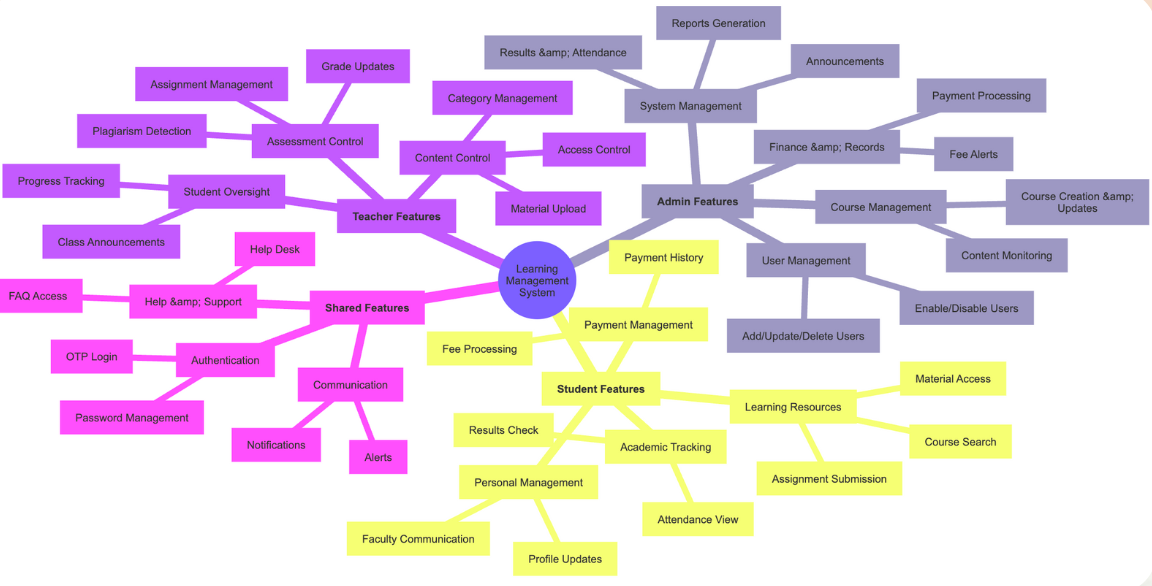 Reports Generation
Results &amp; Attendance
Announcements
System Management
Grade Updates
Assignment Management
Category Management
Payment Processing
Plagiarism Detection
Assessment Control
Access Control
Content Control
Finance &amp; Records
Fee Alerts
Progress Tracking
Student Oversight
Material Upload
Teacher Features
Admin Features
Course Management
Course Creation &amp;
Updates
Class Announcements
Help Desk
Content Monitoring
Payment History
User Management
Learning
Management
System
FAQ Access
Help &amp; Support
Shared Features
Enable/Disable Users
Add/Update/Delete Users
Payment Management
Fee Processing
OTP Login
Authentication
Communication
Student Features
Material Access
Learning Resources
Password Management
Notifications
Alerts
Results Check
Academic Tracking
Course Search
Personal Management
Assignment Submission
Attendance View
Faculty Communication
Profile Updates